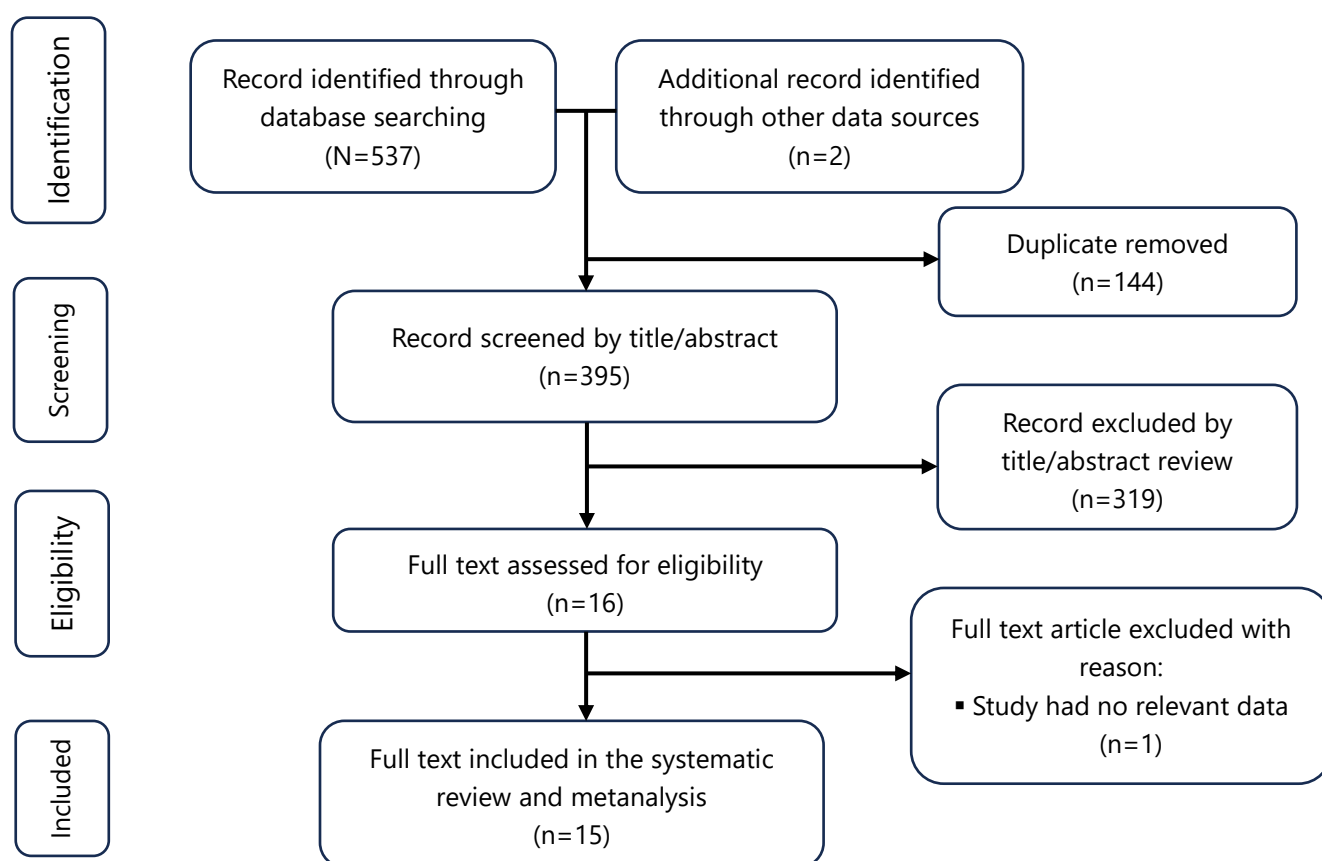 Identification
Record identified through
database searching
(N=537)
Additional record identified
through other data sources
(n=2)
Duplicate removed
(n=144)
Screening
Record screened by title/abstract
(n=395)
Record excluded by
title/abstract review
(n=319)
Eligibility
Full text assessed for eligibility
(n=16)
Full text article excluded with
reason:
▪ Study had no relevant data
(n=1)
Included
Full text included in the systematic
review and metanalysis
(n=15)